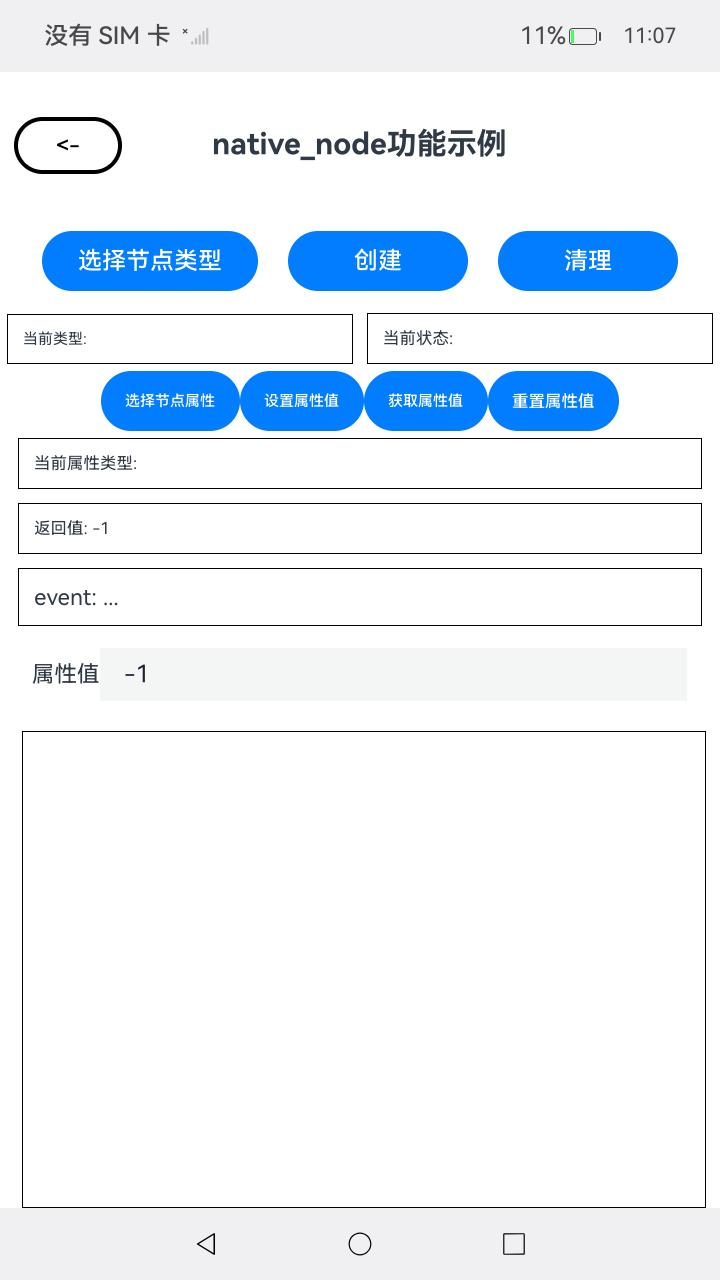 没有 SIM 卡 11% 11:07
<- native_node功能示例
选择节点类型 创建 清理
当前类型: 当前状态:
选择节点属性 设置属性值 获取属性值 重置属性值
当前属性类型:
返回值: -1
event: ...
属性值 -1